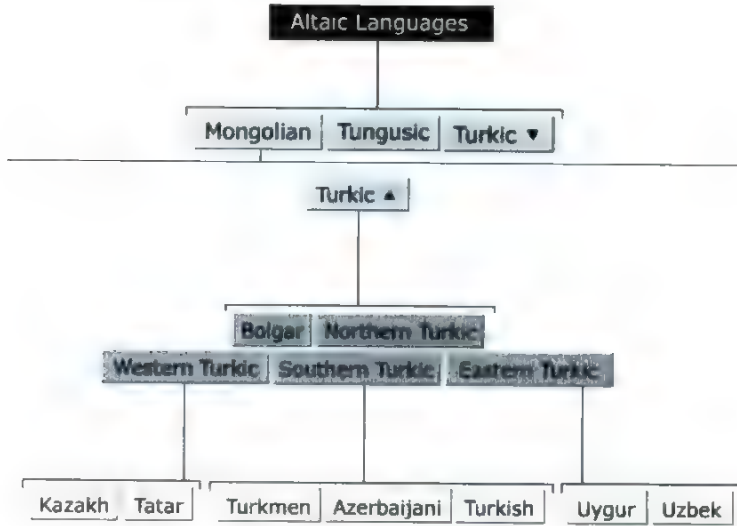 Altaic Languages
Mongolian Tungusic Turkic ▼
Turkic ▲
Bolgar Northern Turkic
Western Turkic Southern Turkic Eastern Turkic
Kazakh Tatar Turkmen Azerbaijani Turkish Uygur Uzbek